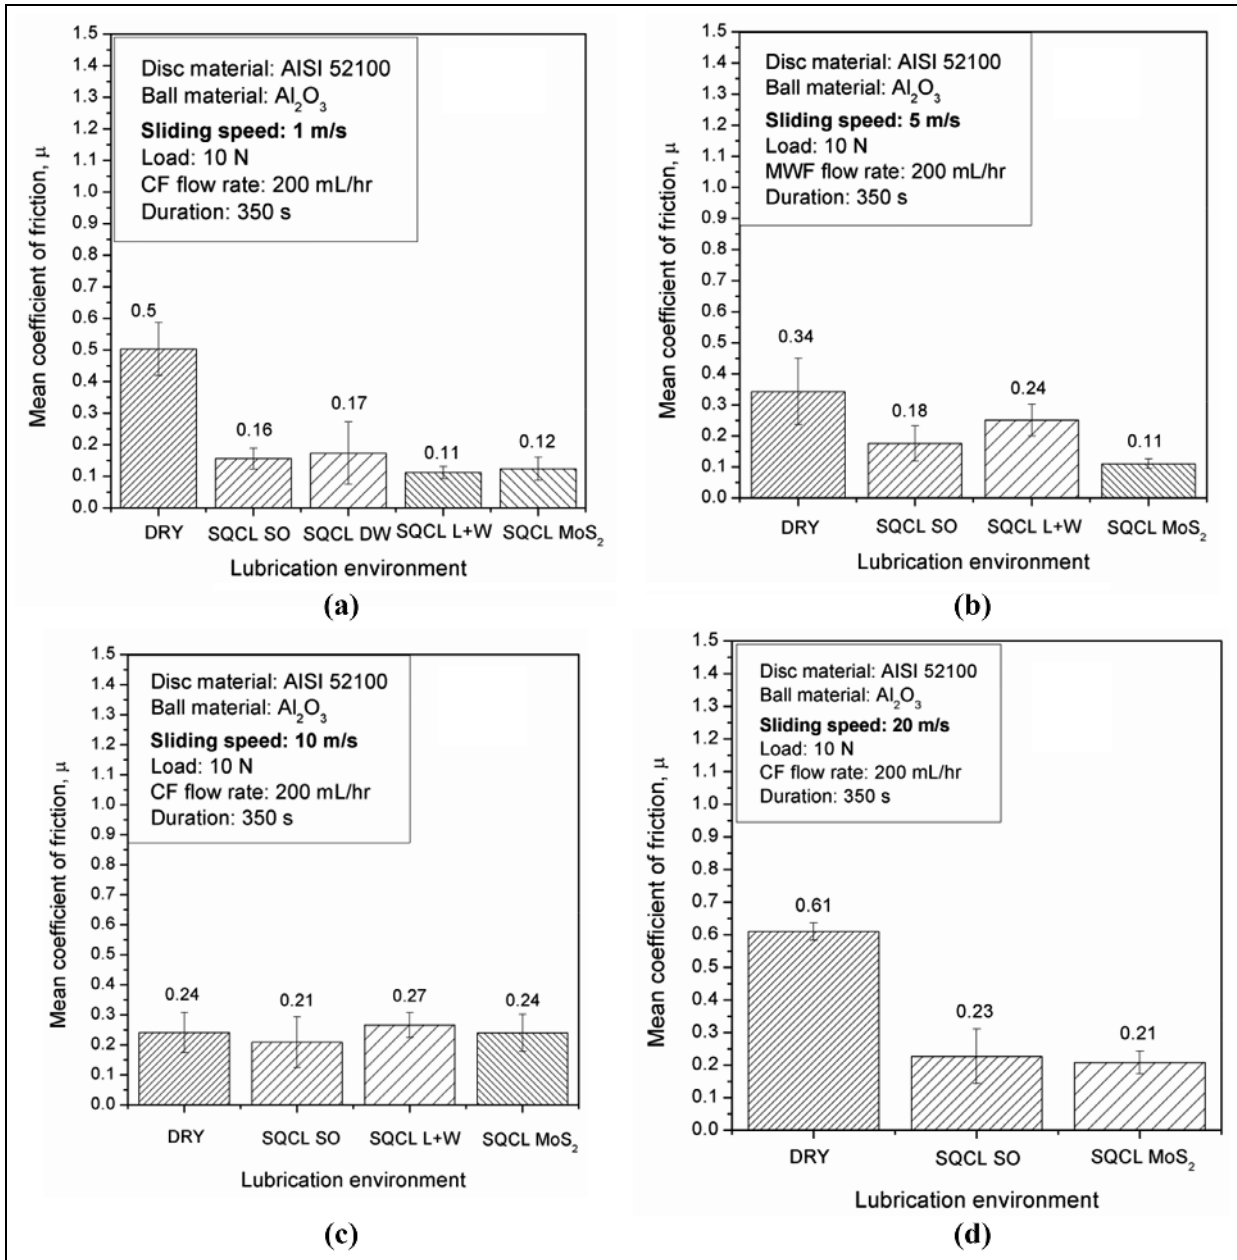 Disc material: AISI 52100
Ball material: Al₂O₃
Sliding speed: 1 m/s
Load: 10 N
CF flow rate: 200 mL/hr
Duration: 350 s
Mean coefficient of friction, μ
1.5
1.4
1.3
1.2
1.1
1.0
0.9
0.8
0.7
0.6
0.5
0.4
0.3
0.2
0.1
0.0
0.5
0.16
0.17
0.11
0.12
DRY SQCL SO SQCL DW SQCL L+W SQCL MoS₂
Lubrication environment
(a)
Disc material: AISI 52100
Ball material: Al₂O₃
Sliding speed: 5 m/s
Load: 10 N
MWF flow rate: 200 mL/hr
Duration: 350 s
Mean coefficient of friction, μ
1.5
1.4
1.3
1.2
1.1
1.0
0.9
0.8
0.7
0.6
0.5
0.4
0.3
0.2
0.1
0.0
0.34
0.18
0.24
0.11
DRY SQCL SO SQCL L+W SQCL MoS₂
Lubrication environment
(b)
Disc material: AISI 52100
Ball material: Al₂O₃
Sliding speed: 10 m/s
Load: 10 N
CF flow rate: 200 mL/hr
Duration: 350 s
Mean coefficient of friction, μ
1.5
1.4
1.3
1.2
1.1
1.0
0.9
0.8
0.7
0.6
0.5
0.4
0.3
0.2
0.1
0.0
0.24
0.21
0.27
0.24
DRY SQCL SO SQCL L+W SQCL MoS₂
Lubrication environment
(c)
Disc material: AISI 52100
Ball material: Al₂O₃
Sliding speed: 20 m/s
Load: 10 N
CF flow rate: 200 mL/hr
Duration: 350 s
Mean coefficient of friction, μ
1.5
1.4
1.3
1.2
1.1
1.0
0.9
0.8
0.7
0.6
0.5
0.4
0.3
0.2
0.1
0.0
0.61
0.23
0.21
DRY SQCL SO SQCL MoS₂
Lubrication environment
(d)